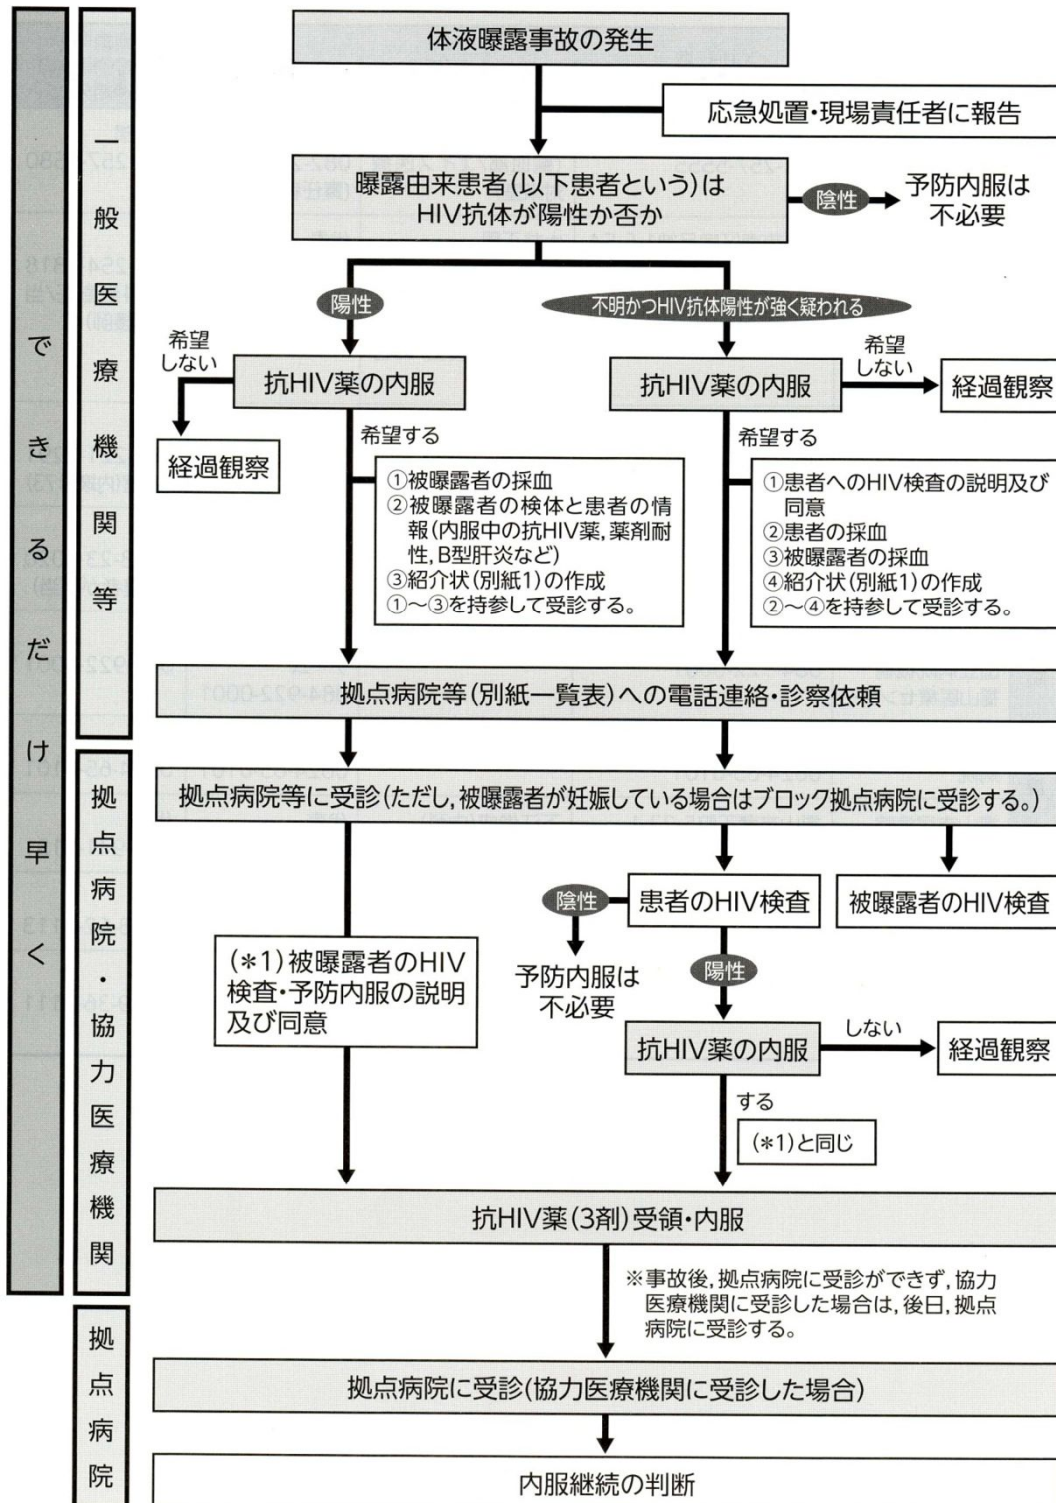 できるだけ早く
一般医療機関等
拠点病院・協力医療機関
拠点病院
体液曝露事故の発生
応急処置・現場責任者に報告
曝露由来患者(以下患者という)は
HIV抗体が陽性か否か
陰性
予防内服は
不必要
陽性
不明かつHIV抗体陽性が強く疑われる
希望
しない
抗HIV薬の内服
経過観察
希望する
①被曝露者の採血
②被曝露者の検体と患者の情
報(内服中の抗HIV薬,薬剤耐
性,B型肝炎など)
③紹介状(別紙1)の作成
①〜③を持参して受診する。
抗HIV薬の内服
希望
しない
経過観察
希望する
①患者へのHIV検査の説明及び
同意
②患者の採血
③被曝露者の採血
④紹介状(別紙1)の作成
②〜④を持参して受診する。
拠点病院等(別紙一覧表)への電話連絡・診察依頼
拠点病院等に受診(ただし,被曝露者が妊娠している場合はブロック拠点病院に受診する。)
(*1)被曝露者のHIV
検査・予防内服の説明
及び同意
患者のHIV検査
被曝露者のHIV検査
陰性
予防内服は
不必要
陽性
抗HIV薬の内服
しない
経過観察
する
(*1)と同じ
抗HIV薬(3剤)受領・内服
※事故後,拠点病院に受診ができず,協力
医療機関に受診した場合は,後日,拠点
病院に受診する。
拠点病院に受診(協力医療機関に受診した場合)
内服継続の判断